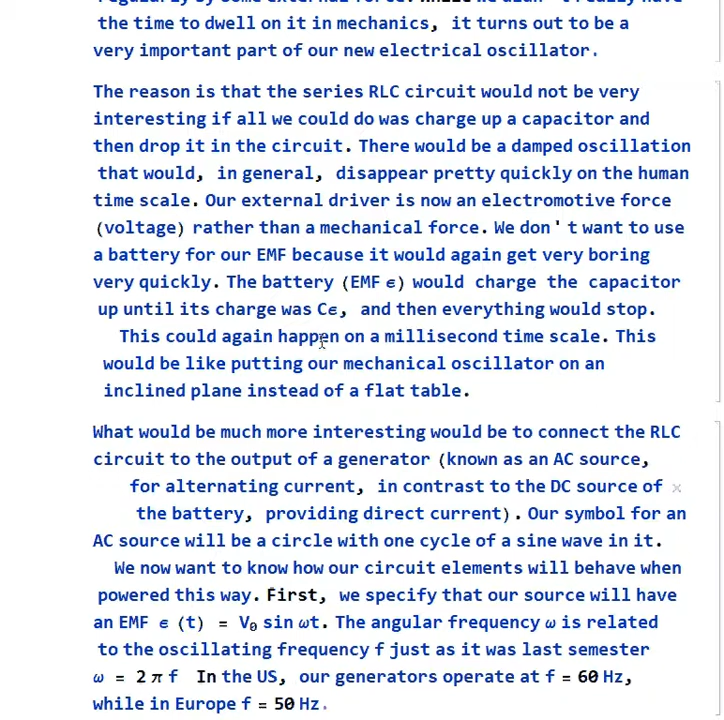 the time to dwell on it in mechanics, it turns out to be a
very important part of our new electrical oscillator.
The reason is that the series RLC circuit would not be very
interesting if all we could do was charge up a capacitor and
then drop it in the circuit. There would be a damped oscillation
that would, in general, disappear pretty quickly on the human
time scale. Our external driver is now an electromotive force
(voltage) rather than a mechanical force. We don't want to use
a battery for our EMF because it would again get very boring
very quickly. The battery (EMF ϵ) would charge the capacitor
up until its charge was Cϵ, and then everything would stop.
This could again happen on a millisecond time scale. This
would be like putting our mechanical oscillator on an
inclined plane instead of a flat table.
What would be much more interesting would be to connect the RLC
circuit to the output of a generator (known as an AC source,
for alternating current, in contrast to the DC source of
the battery, providing direct current). Our symbol for an
AC source will be a circle with one cycle of a sine wave in it.
We now want to know how our circuit elements will behave when
powered this way. First, we specify that our source will have
an EMF ϵ (t) = V₀ sin ωt. The angular frequency ω is related
to the oscillating frequency f just as it was last semester
ω = 2 π f In the US, our generators operate at f = 60 Hz,
while in Europe f = 50 Hz.